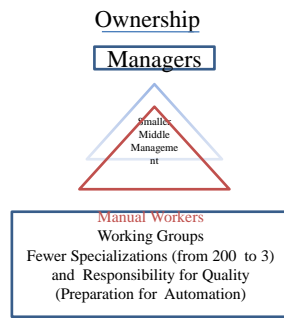 Ownership
Managers
Smaller
Middle
Manageme
nt
Manual Workers
Working Groups
Fewer Specializations (from 200 to 3)
and Responsibility for Quality
(Preparation for Automation)